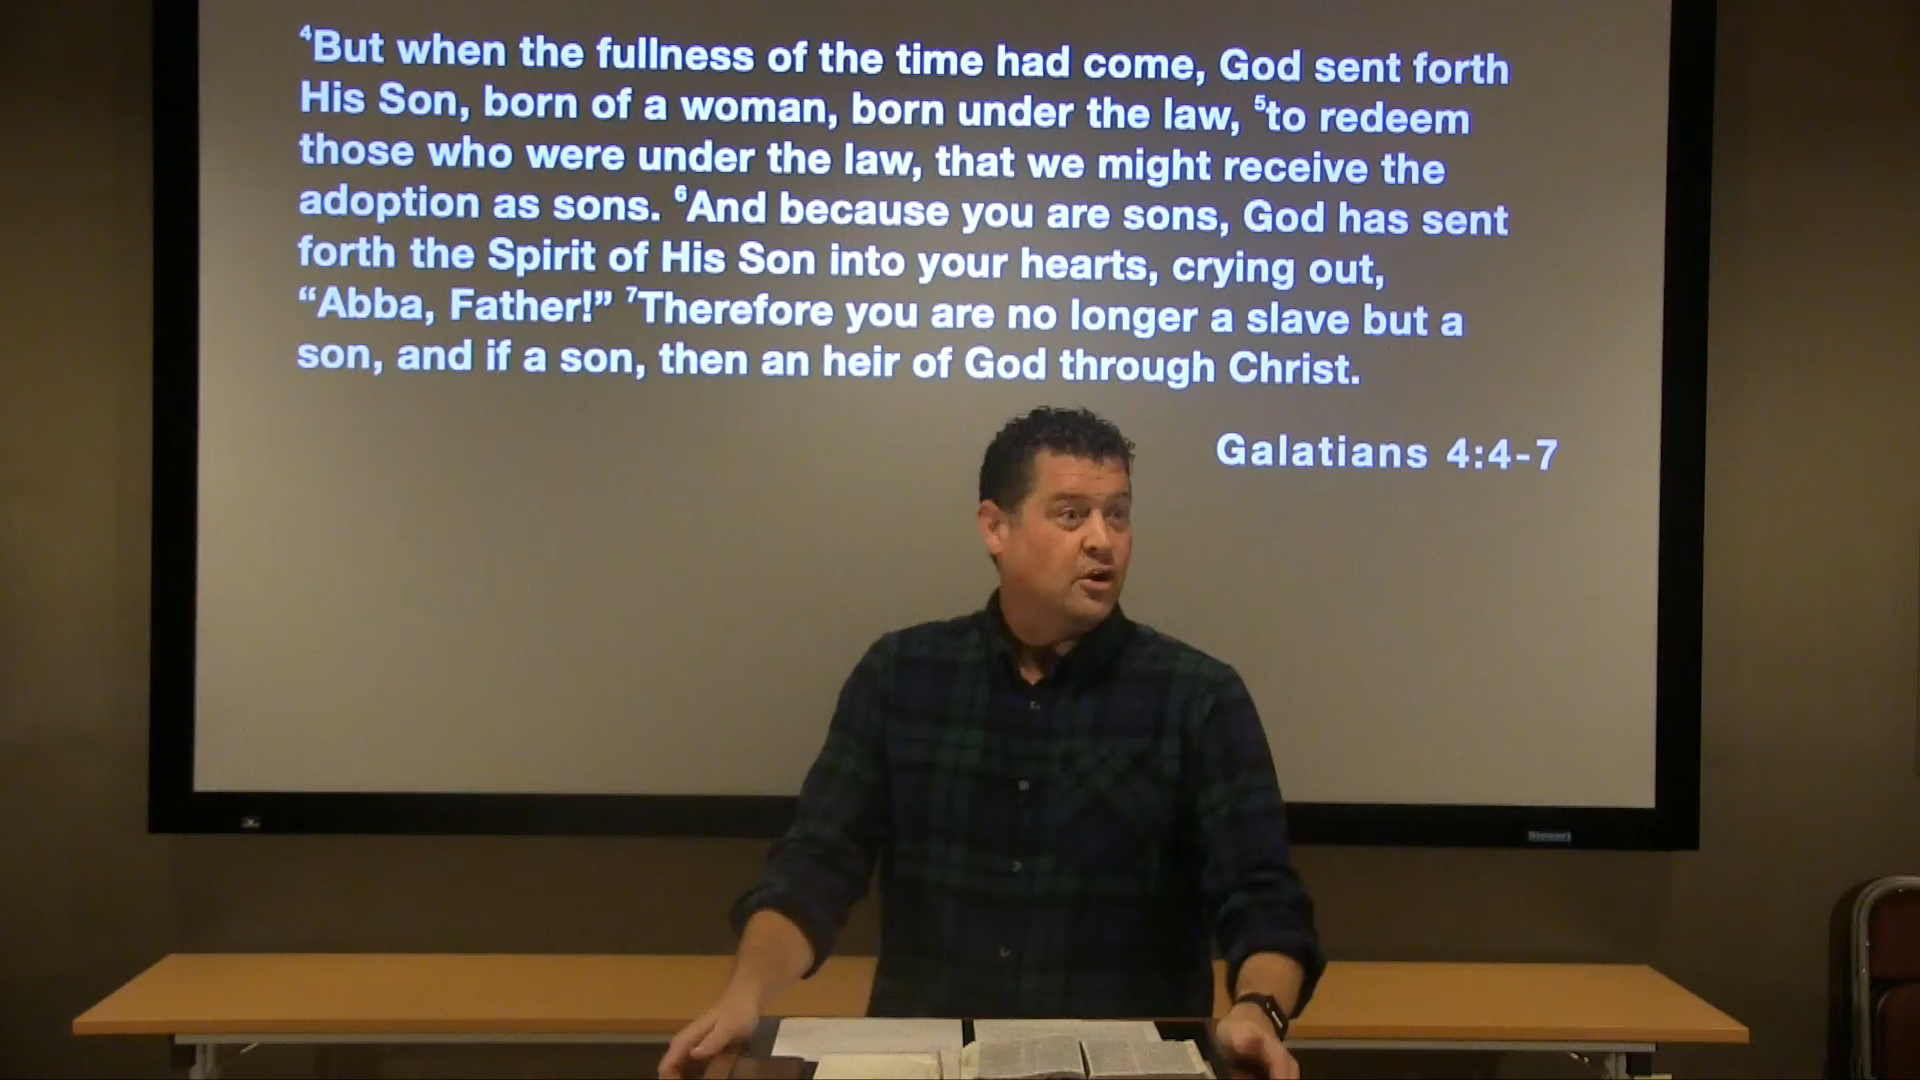 ⁴But when the fullness of the time had come, God sent forth
His Son, born of a woman, born under the law, ⁵to redeem
those who were under the law, that we might receive the
adoption as sons. ⁶And because you are sons, God has sent
forth the Spirit of His Son into your hearts, crying out,
“Abba, Father!” ⁷Therefore you are no longer a slave but a
son, and if a son, then an heir of God through Christ.
Galatians 4:4-7
Stewart